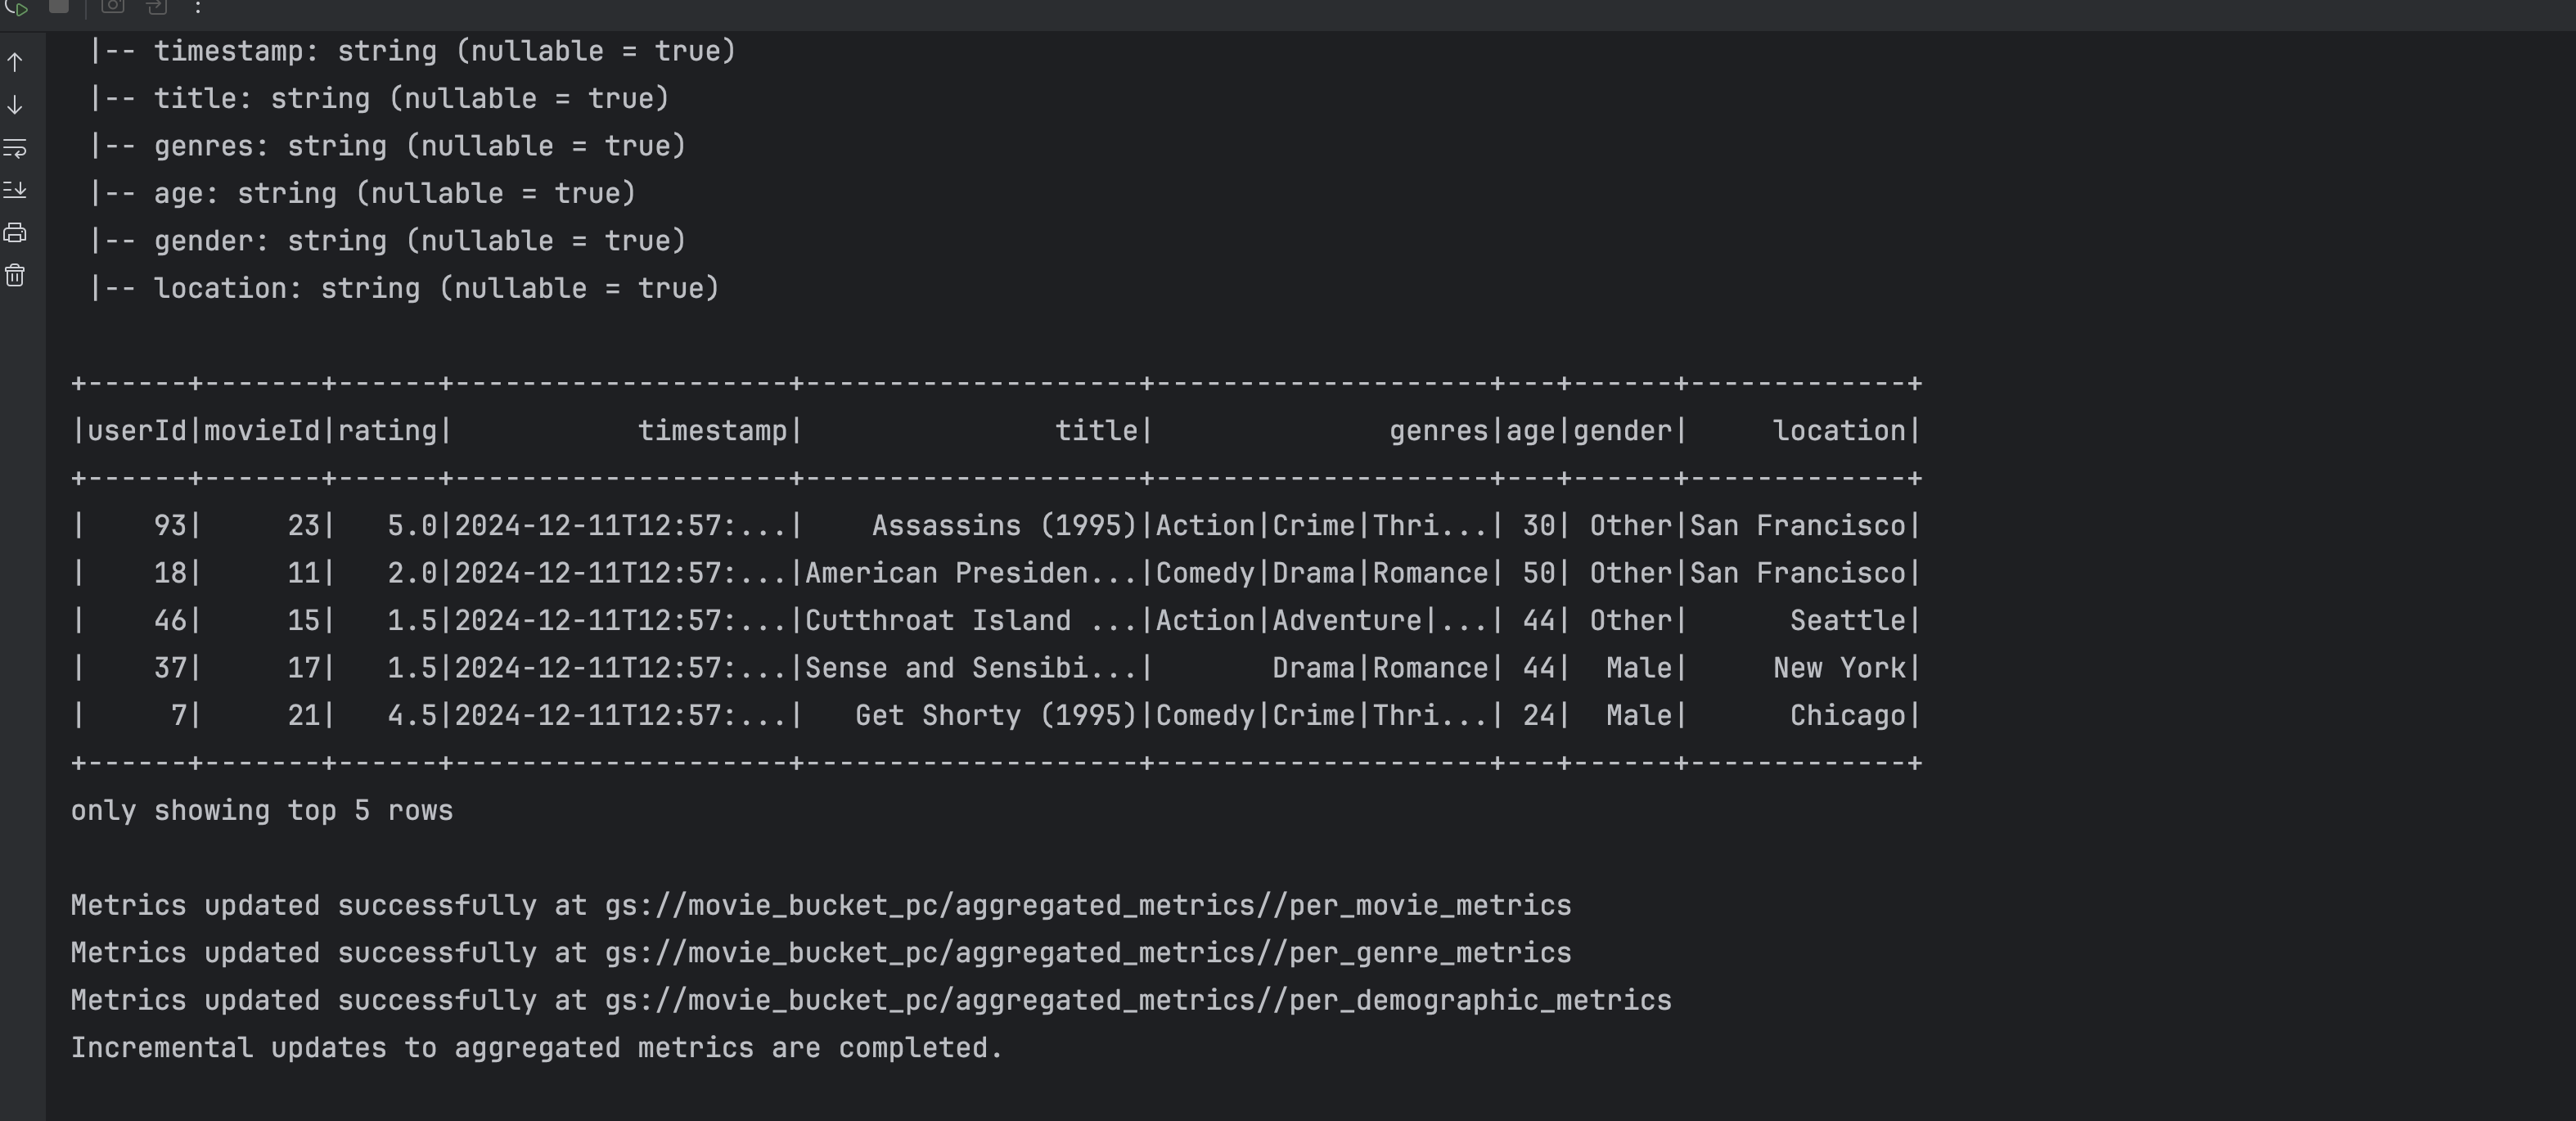 |-- timestamp: string (nullable = true)
|-- title: string (nullable = true)
|-- genres: string (nullable = true)
|-- age: string (nullable = true)
|-- gender: string (nullable = true)
|-- location: string (nullable = true)
+------+-------+------+--------------------+--------------------+--------------------+---+------+-------------+
|userId|movieId|rating|           timestamp|               title|              genres|age|gender|     location|
+------+-------+------+--------------------+--------------------+--------------------+---+------+-------------+
|    93|     23|   5.0|2024-12-11T12:57:...|    Assassins (1995)|Action|Crime|Thri...| 30| Other|San Francisco|
|    18|     11|   2.0|2024-12-11T12:57:...|American Presiden...|Comedy|Drama|Romance| 50| Other|San Francisco|
|    46|     15|   1.5|2024-12-11T12:57:...|Cutthroat Island ...|Action|Adventure|...| 44| Other|      Seattle|
|    37|     17|   1.5|2024-12-11T12:57:...|Sense and Sensibi...|       Drama|Romance| 44|  Male|     New York|
|     7|     21|   4.5|2024-12-11T12:57:...|   Get Shorty (1995)|Comedy|Crime|Thri...| 24|  Male|      Chicago|
+------+-------+------+--------------------+--------------------+--------------------+---+------+-------------+
only showing top 5 rows
Metrics updated successfully at gs://movie_bucket_pc/aggregated_metrics//per_movie_metrics
Metrics updated successfully at gs://movie_bucket_pc/aggregated_metrics//per_genre_metrics
Metrics updated successfully at gs://movie_bucket_pc/aggregated_metrics//per_demographic_metrics
Incremental updates to aggregated metrics are completed.